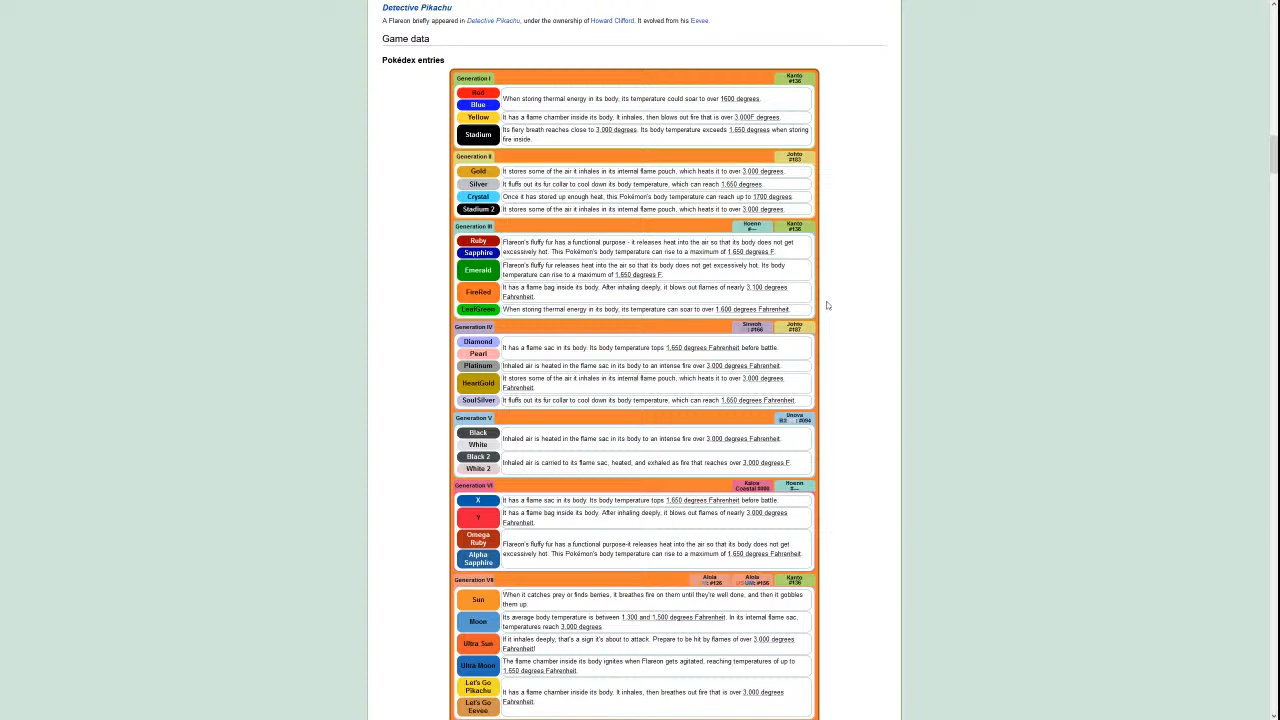 Detective Pikachu
A Flareon briefly appeared in Detective Pikachu, under the ownership of Howard Clifford. It evolved from his Eevee.
Game data
Pokédex entries
Generation I
Kanto
#136
Red
Blue
When storing thermal energy in its body, its temperature could soar to over 1600 degrees.
Yellow
It has a flame chamber inside its body. It inhales, then blows out fire that is over 3,000F degrees.
Stadium
Its fiery breath reaches close to 3,000 degrees. Its body temperature exceeds 1,650 degrees when storing
fire inside.
Generation II
Johto
#183
Gold
It stores some of the air it inhales in its internal flame pouch, which heats it to over 3,000 degrees.
Silver
It fluffs out its fur collar to cool down its body temperature, which can reach 1,650 degrees.
Crystal
Once it has stored up enough heat, this Pokémon's body temperature can reach up to 1700 degrees.
Stadium 2
It stores some of the air it inhales in its internal flame pouch, which heats it to over 3,000 degrees.
Generation III
Hoenn
#—
Kanto
#136
Ruby
Sapphire
Flareon's fluffy fur has a functional purpose - it releases heat into the air so that its body does not get
excessively hot. This Pokémon's body temperature can rise to a maximum of 1,650 degrees F.
Emerald
Flareon's fluffy fur releases heat into the air so that its body does not get excessively hot. Its body
temperature can rise to a maximum of 1,650 degrees F.
FireRed
It has a flame bag inside its body. After inhaling deeply, it blows out flames of nearly 3,100 degrees
Fahrenheit.
LeafGreen
When storing thermal energy in its body, its temperature can soar to over 1,600 degrees Fahrenheit.
Generation IV
Sinnoh
: #166
Johto
#187
Diamond
Pearl
It has a flame sac in its body. Its body temperature tops 1,650 degrees Fahrenheit before battle.
Platinum
Inhaled air is heated in the flame sac in its body to an intense fire over 3,000 degrees Fahrenheit.
HeartGold
It stores some of the air it inhales in its internal flame pouch, which heats it to over 3,000 degrees
Fahrenheit.
SoulSilver
It fluffs out its fur collar to cool down its body temperature, which can reach 1,650 degrees Fahrenheit.
Generation V
Unova
: #094
Black
White
Inhaled air is heated in the flame sac in its body to an intense fire over 3,000 degrees Fahrenheit.
Black 2
White 2
Inhaled air is carried to its flame sac, heated, and exhaled as fire that reaches over 3,000 degrees F.
Generation VI
Kalos
Coastal
Hoenn
#—
X
It has a flame sac in its body. Its body temperature tops 1,650 degrees Fahrenheit before battle.
Y
It has a flame bag inside its body. After inhaling deeply, it blows out flames of nearly 3,000 degrees
Fahrenheit.
Omega
Ruby
Alpha
Sapphire
Flareon's fluffy fur has a functional purpose-it releases heat into the air so that its body does not get
excessively hot. This Pokémon's body temperature can rise to a maximum of 1,650 degrees Fahrenheit.
Generation VII
Alola
#126
Alola
#156
Kanto
#136
Sun
When it catches prey or finds berries, it breathes fire on them until they're well done, and then it gobbles
them up.
Moon
Its average body temperature is between 1,300 and 1,500 degrees Fahrenheit. In its internal flame sac,
temperatures reach 3,000 degrees.
Ultra Sun
If it inhales deeply, that's a sign it's about to attack. Prepare to be hit by flames of over 3,000 degrees
Fahrenheit!
Ultra Moon
The flame chamber inside its body ignites when Flareon gets agitated, reaching temperatures of up to
1,650 degrees Fahrenheit.
Let's Go
Pikachu
Let's Go
Eevee
It has a flame chamber inside its body. It inhales, then breathes out fire that is over 3,000 degrees
Fahrenheit.